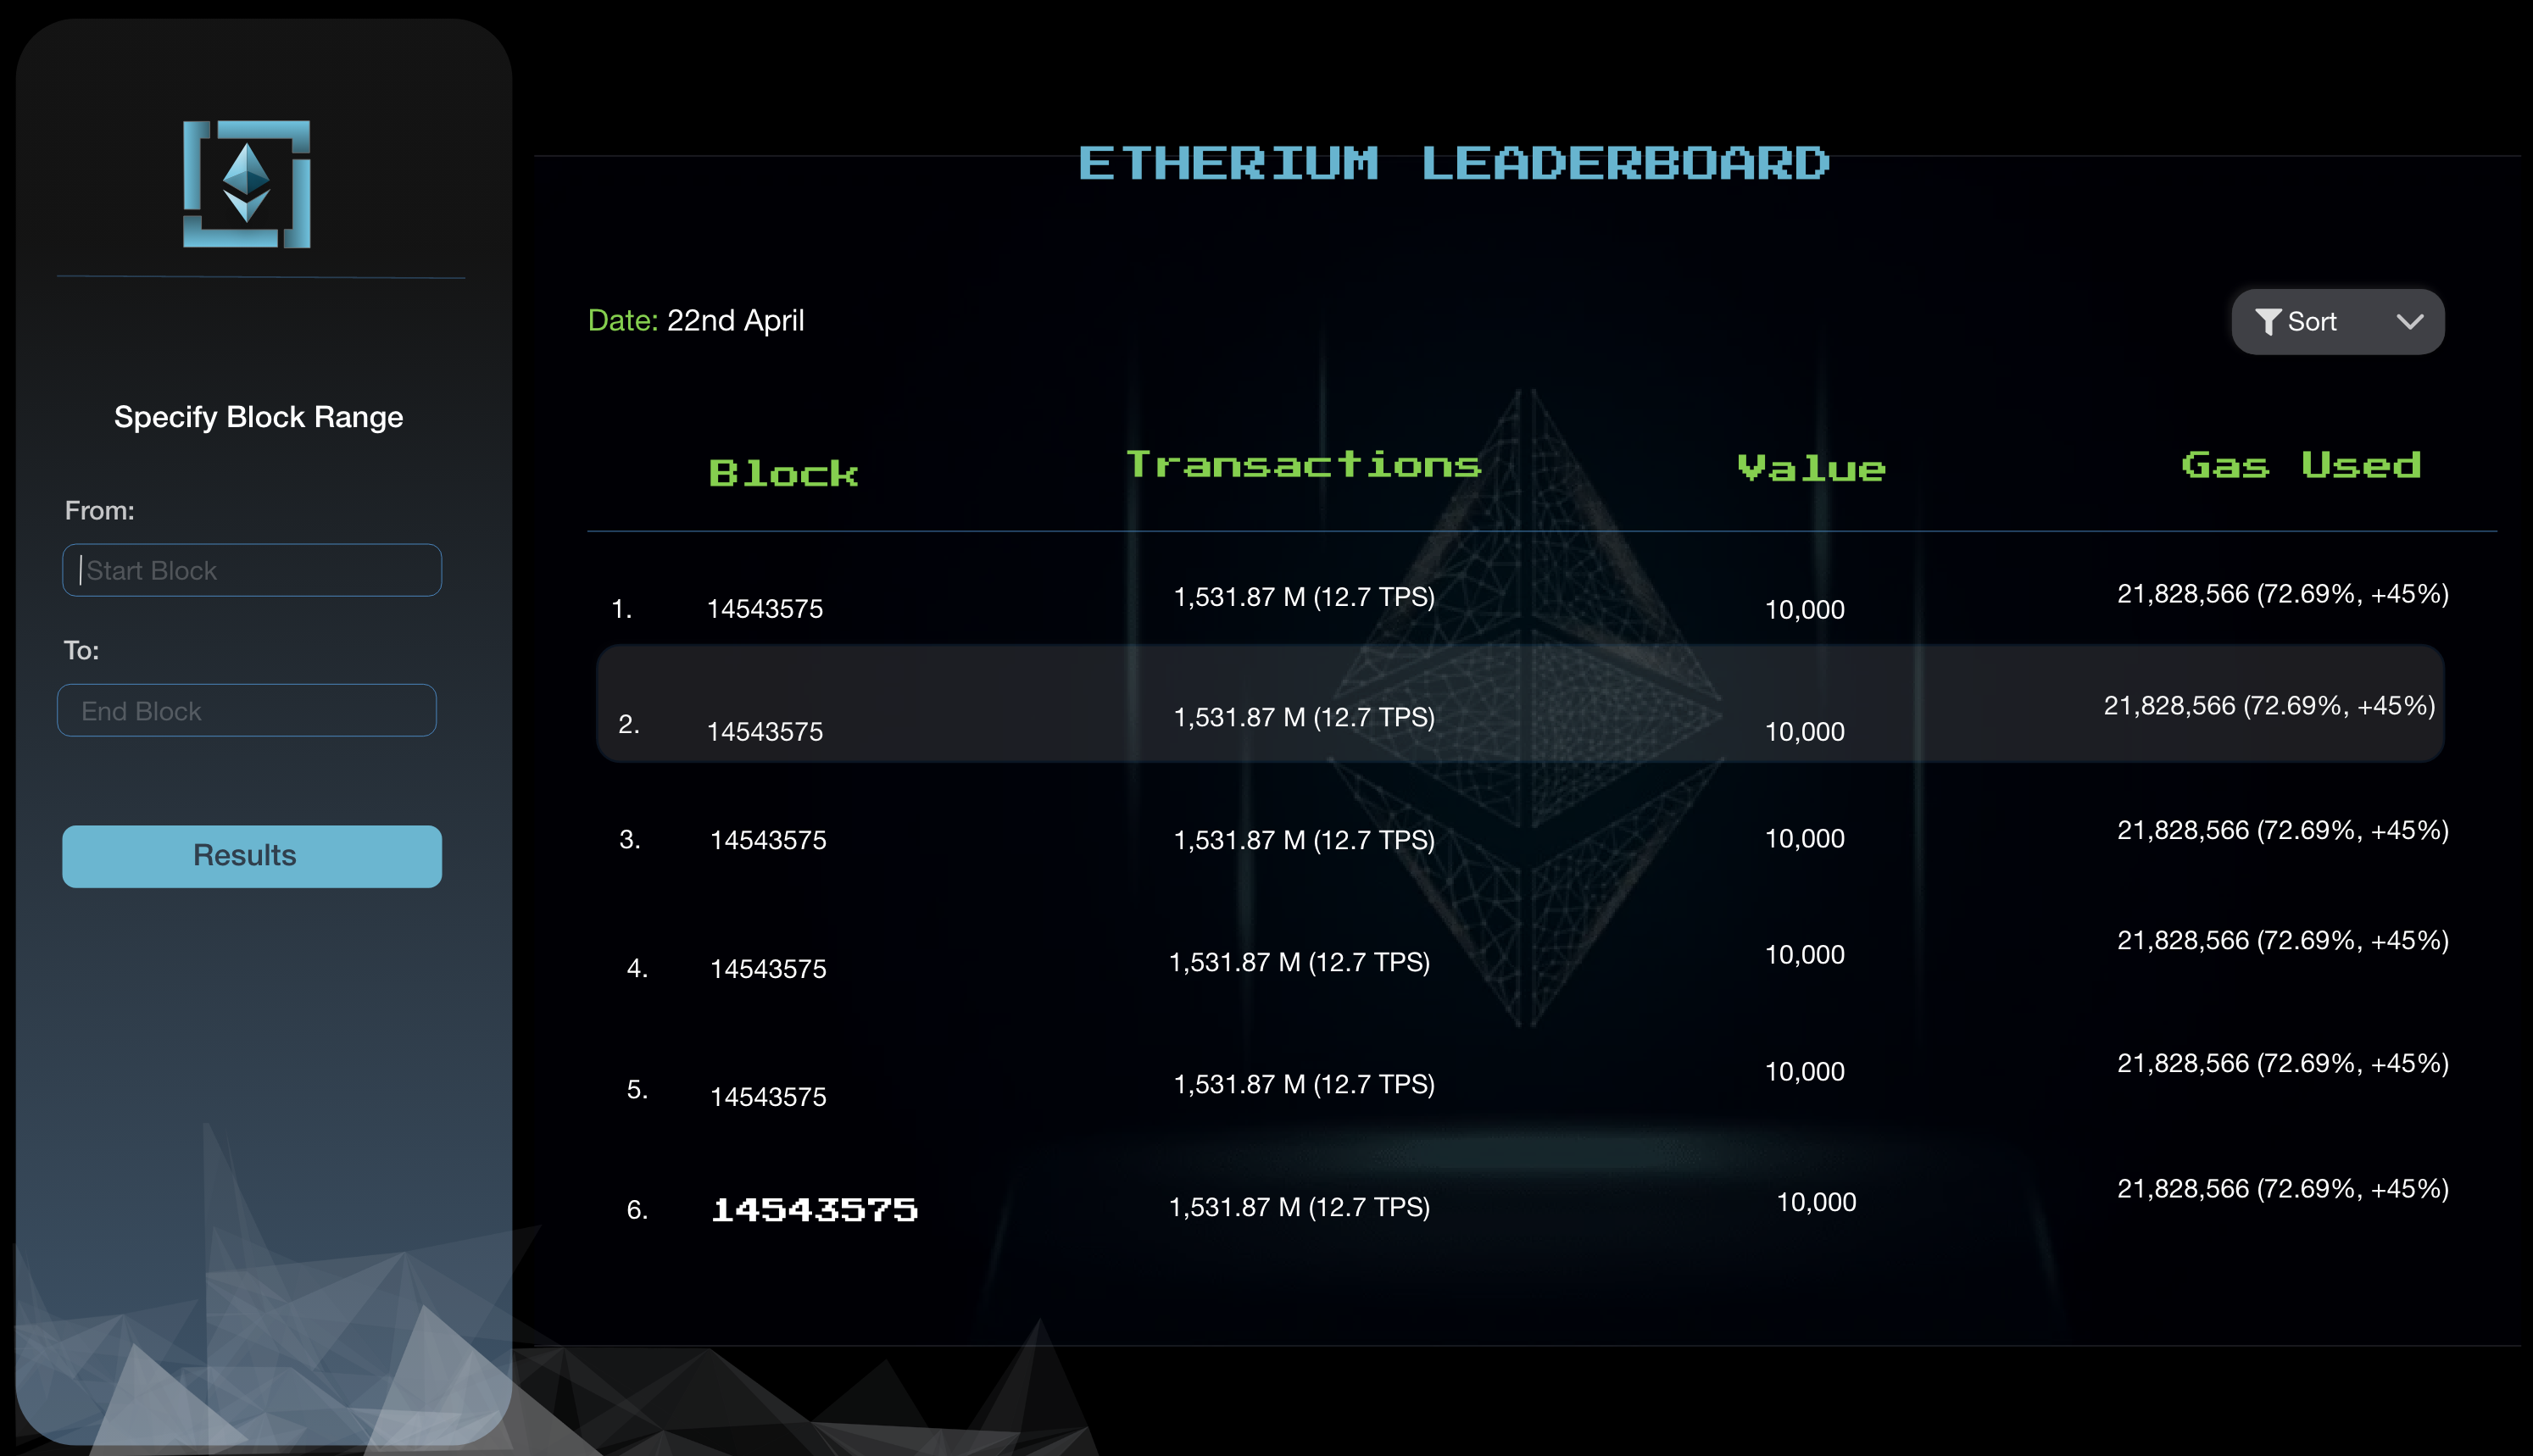 ETHERIUM LEADERBOARD
Specify Block Range
From:
Start Block
To:
End Block
Results
Date: 22nd April
Sort
Block Transactions Value Gas Used
1. 14543575 1,531.87 M (12.7 TPS) 10,000 21,828,566 (72.69%, +45%)
2. 14543575 1,531.87 M (12.7 TPS) 10,000 21,828,566 (72.69%, +45%)
3. 14543575 1,531.87 M (12.7 TPS) 10,000 21,828,566 (72.69%, +45%)
4. 14543575 1,531.87 M (12.7 TPS) 10,000 21,828,566 (72.69%, +45%)
5. 14543575 1,531.87 M (12.7 TPS) 10,000 21,828,566 (72.69%, +45%)
6. 14543575 1,531.87 M (12.7 TPS) 10,000 21,828,566 (72.69%, +45%)